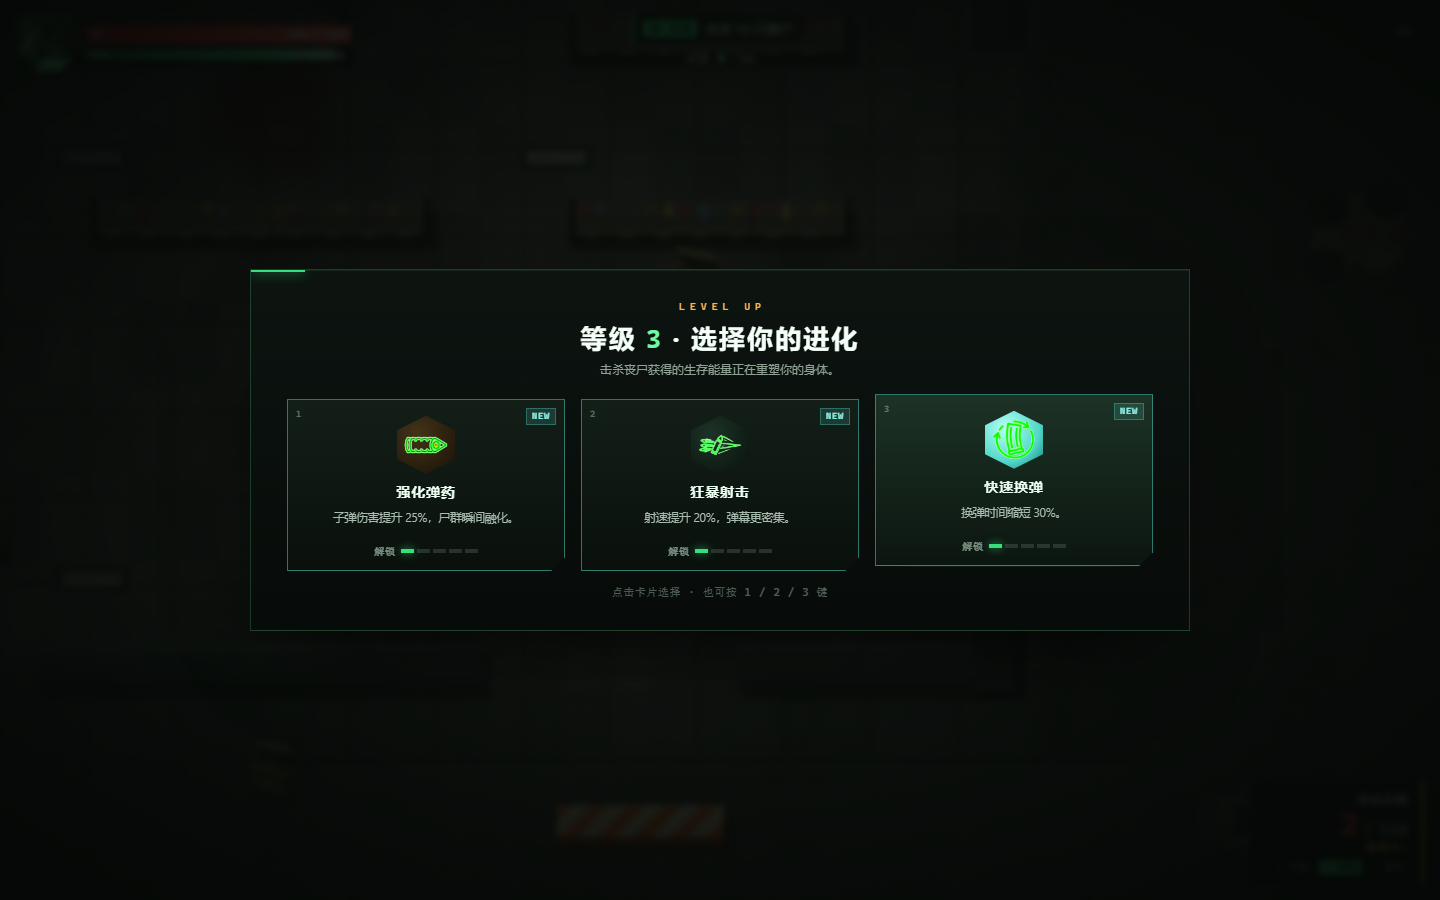 LEVEL UP
等级 3 · 选择你的进化
击杀丧尸获得的生存能量正在重塑你的身体。
1
NEW
强化弹药
子弹伤害提升 25%，尸群瞬间融化。
解锁
2
NEW
狂暴射击
射速提升 20%，弹幕更密集。
解锁
3
NEW
快速换弹
换弹时间缩短 30%。
解锁
点击卡片选择 · 也可按 1 / 2 / 3 键